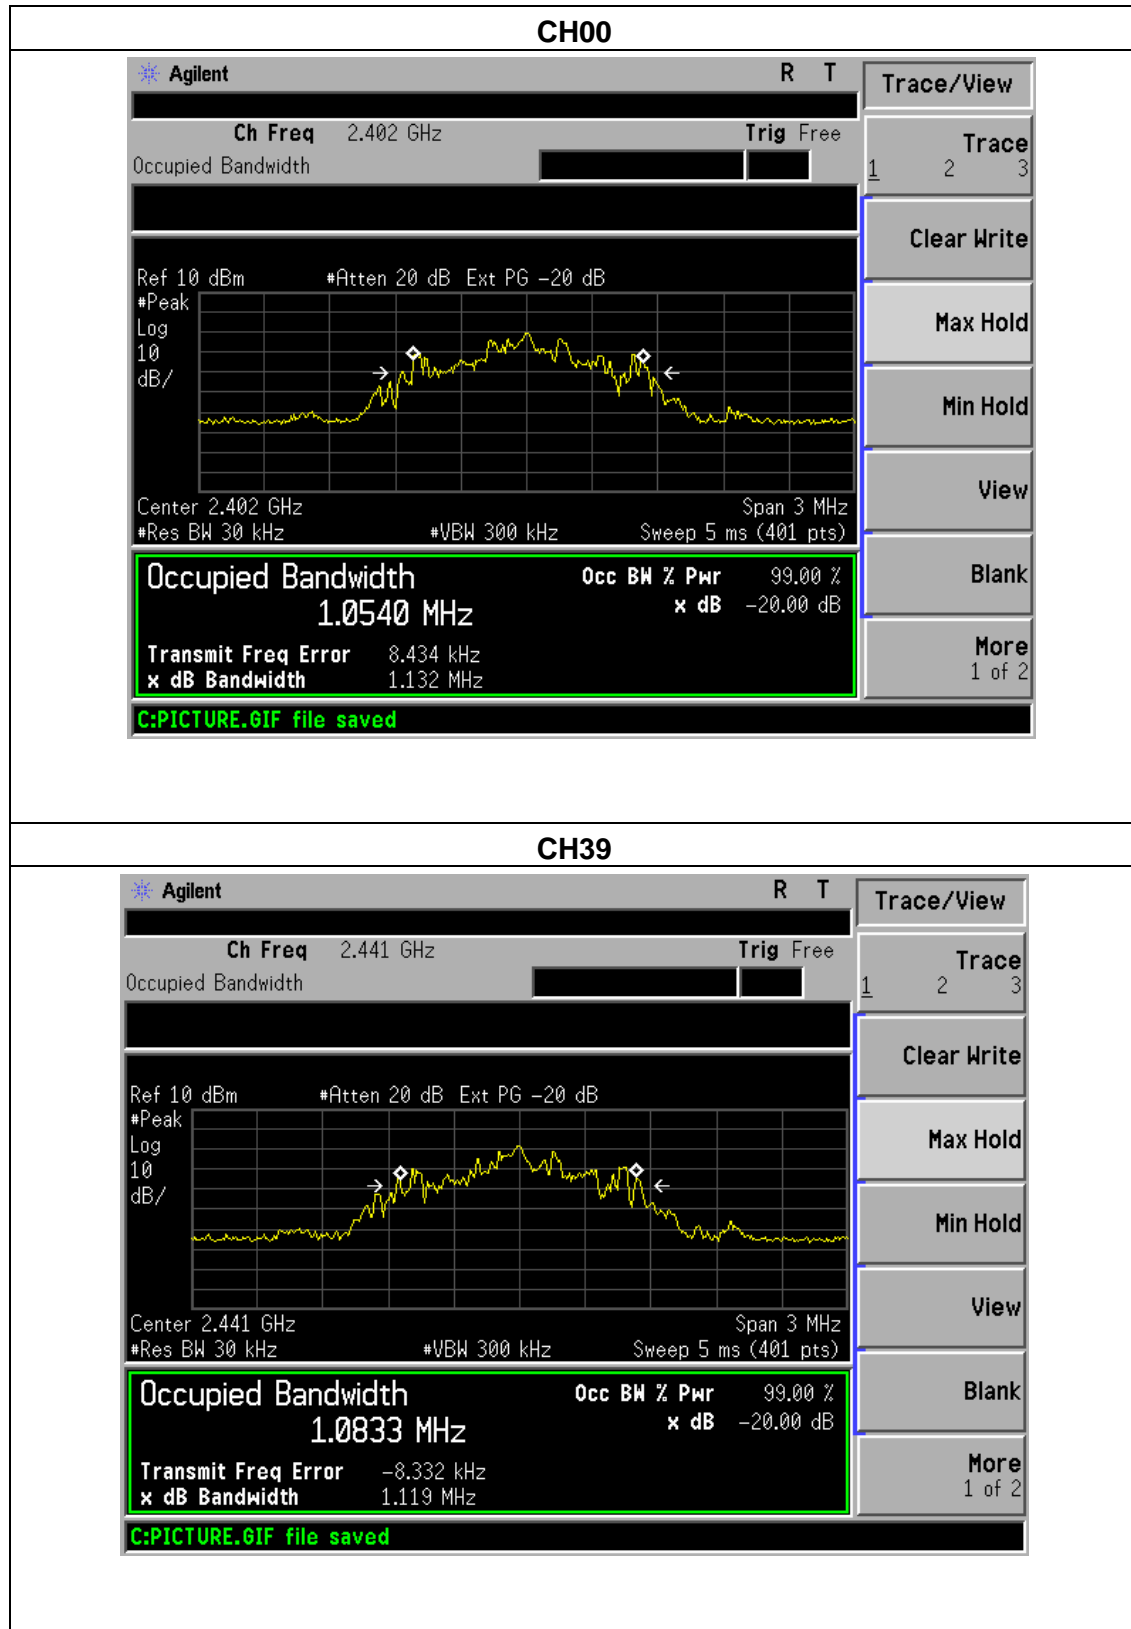 CH00
Agilent R T Trace/View
Ch Freq 2.402 GHz Trig Free
Occupied Bandwidth
Trace
1 2 3
Clear Write
Ref 10 dBm #Atten 20 dB Ext PG -20 dB
#Peak
Log
10
dB/
Max Hold
Min Hold
View
Center 2.402 GHz Span 3 MHz
#Res BW 30 kHz #VBW 300 kHz Sweep 5 ms (401 pts)
Occupied Bandwidth Occ BW % Pwr 99.00 %
1.0540 MHz x dB -20.00 dB
Blank
Transmit Freq Error 8.434 kHz
x dB Bandwidth 1.132 MHz
More
1 of 2
C:PICTURE.GIF file saved
CH39
Agilent R T Trace/View
Ch Freq 2.441 GHz Trig Free
Occupied Bandwidth
Trace
1 2 3
Clear Write
Ref 10 dBm #Atten 20 dB Ext PG -20 dB
#Peak
Log
10
dB/
Max Hold
Min Hold
View
Center 2.441 GHz Span 3 MHz
#Res BW 30 kHz #VBW 300 kHz Sweep 5 ms (401 pts)
Occupied Bandwidth Occ BW % Pwr 99.00 %
1.0833 MHz x dB -20.00 dB
Blank
Transmit Freq Error -8.332 kHz
x dB Bandwidth 1.119 MHz
More
1 of 2
C:PICTURE.GIF file saved